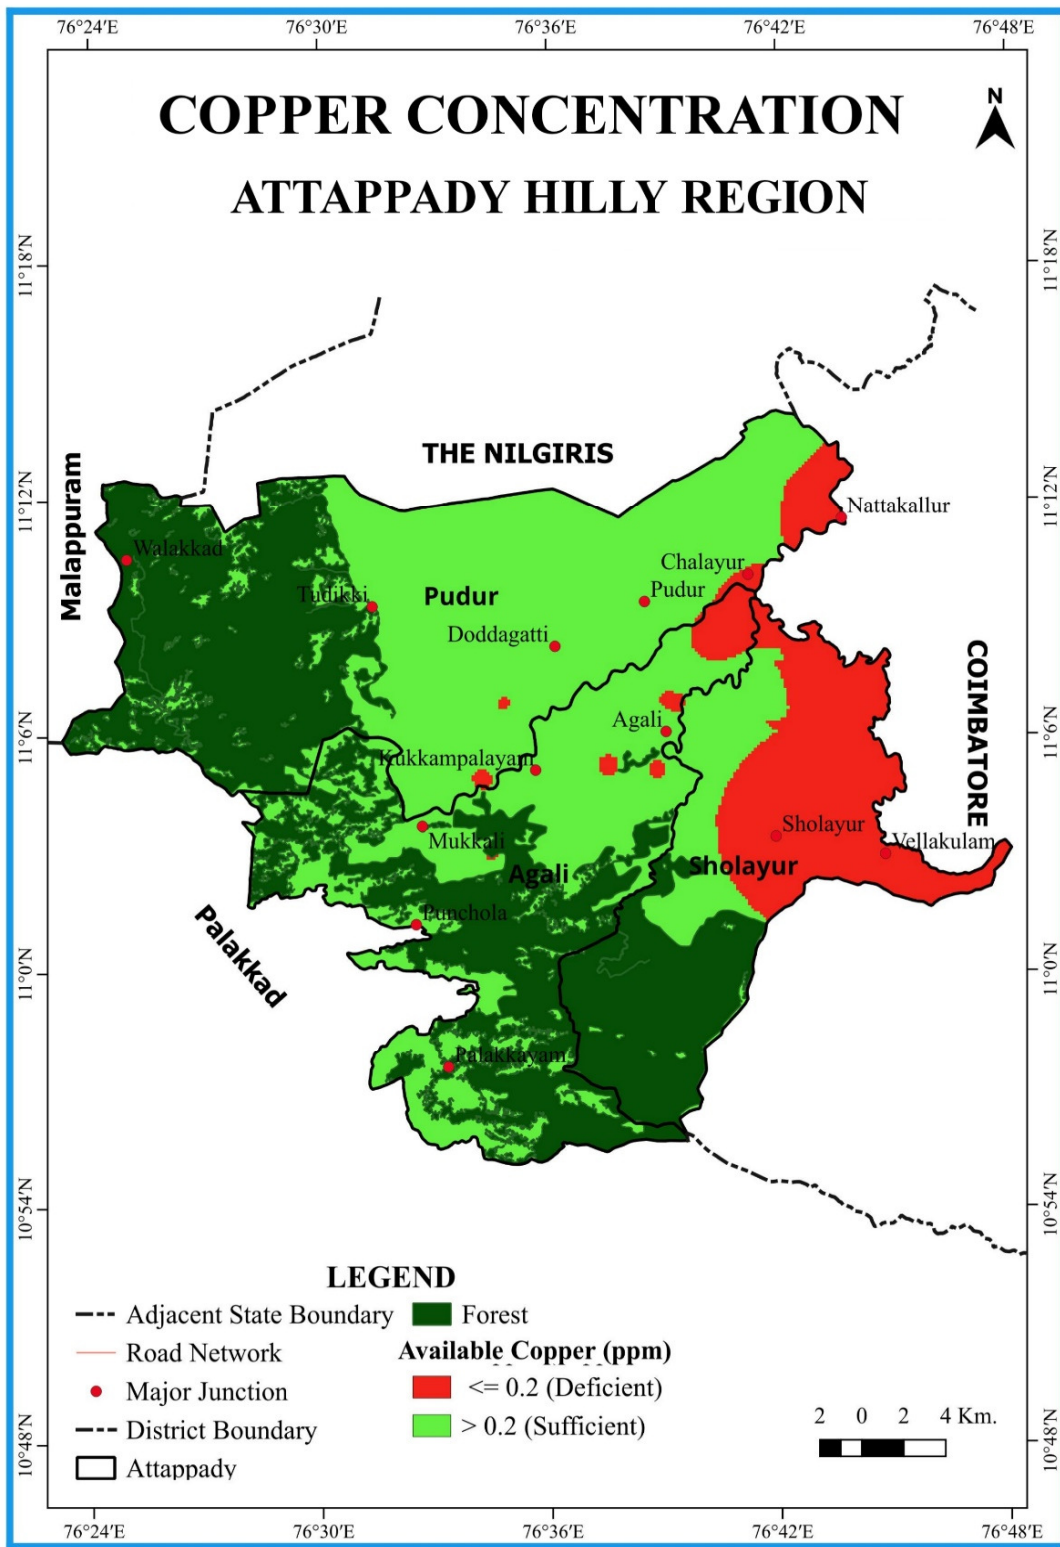 76°24'E 76°30'E 76°36'E 76°42'E 76°48'E
N
COPPER CONCENTRATION
ATTAPPADY HILLY REGION
11°18'N 11°18'N
THE NILGIRIS
Malappuram
11°12'N 11°12'N
Nattakallur
Walakkad
Chalayur
Tudikki
Pudur
Pudur
Doddagatti
COIMBATORE
Agali
11°6'N 11°6'N
Kukkampalayam
Mukkali
Sholayur
Vellakulam
Agali
Sholayur
Punchola
Palakkad
11°0'N 11°0'N
Palakkayam
10°54'N 10°54'N
LEGEND
Adjacent State Boundary
Road Network
Major Junction
District Boundary
Attappady
Forest
Available Copper (ppm)
<= 0.2 (Deficient)
> 0.2 (Sufficient)
2 0 2 4 Km.
10°48'N 10°48'N
76°24'E 76°30'E 76°36'E 76°42'E 76°48'E